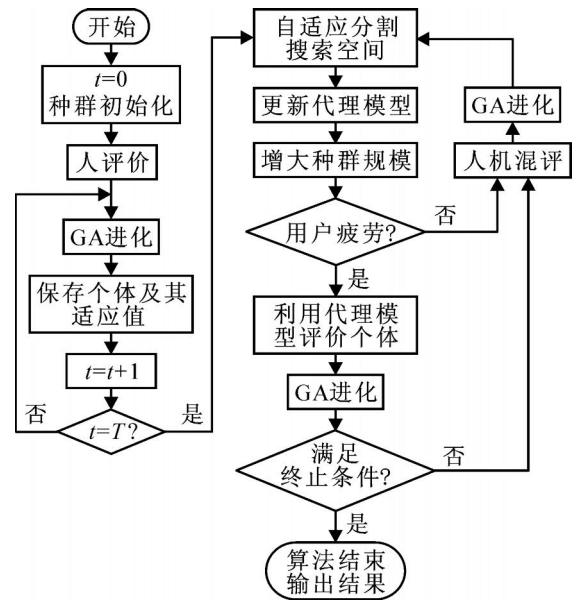 开始
t=0
种群初始化
人评价
GA进化
保存个体及其
适应值
t=t+1
t=T?
否
是
自适应分割
搜索空间
更新代理模型
增大种群规模
用户疲劳?
否
是
利用代理模
型评价个体
GA进化
满足
终止条件?
否
是
算法结束
输出结果
人机混评
GA进化